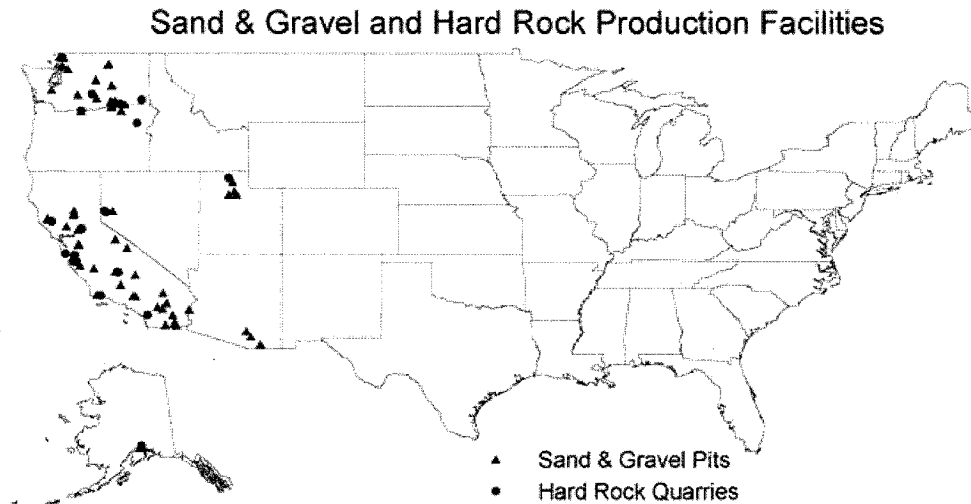 Sand & Gravel and Hard Rock Production Facilities
Sand & Gravel Pits
Hard Rock Quarries